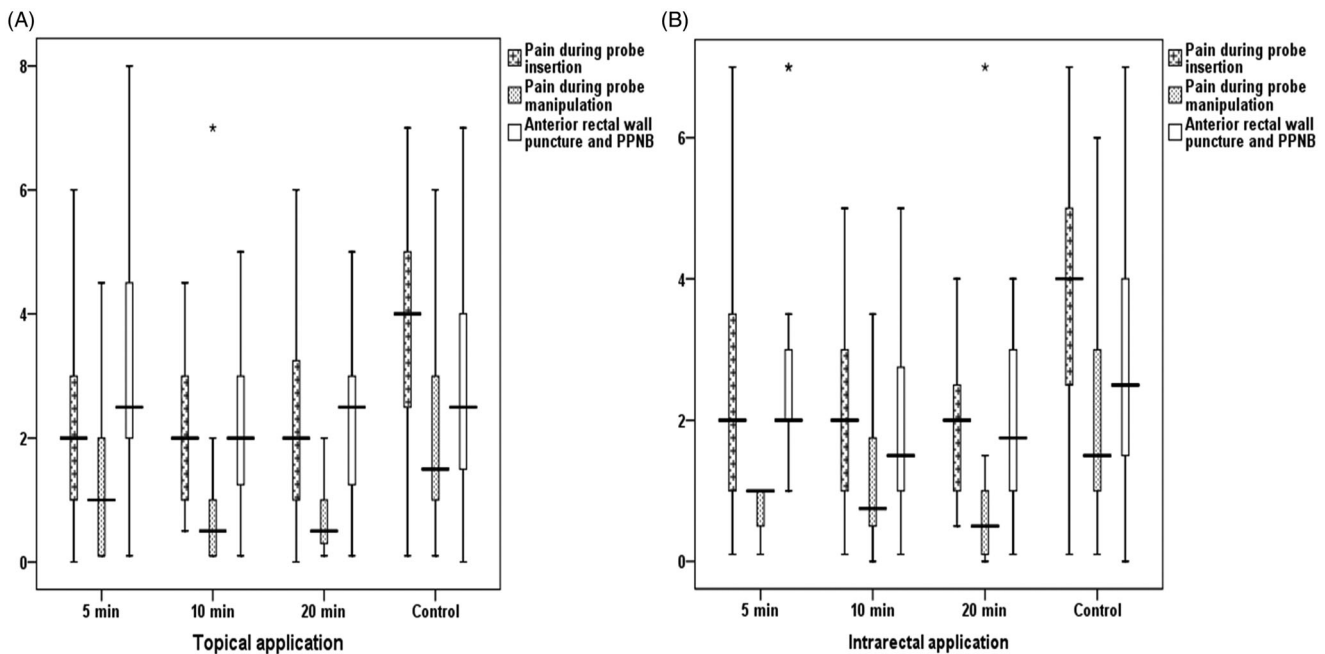 (A)
8
6
4
2
0
5 min
10 min
20 min
Control
Topical application
Pain during probe
insertion
Pain during probe
manipulation
Anterior rectal wall
puncture and PPNB
*
(B)
6
4
2
0
5 min
10 min
20 min
Control
Intrarectal application
Pain during probe
insertion
Pain during probe
manipulation
Anterior rectal wall
puncture and PPNB
*
*